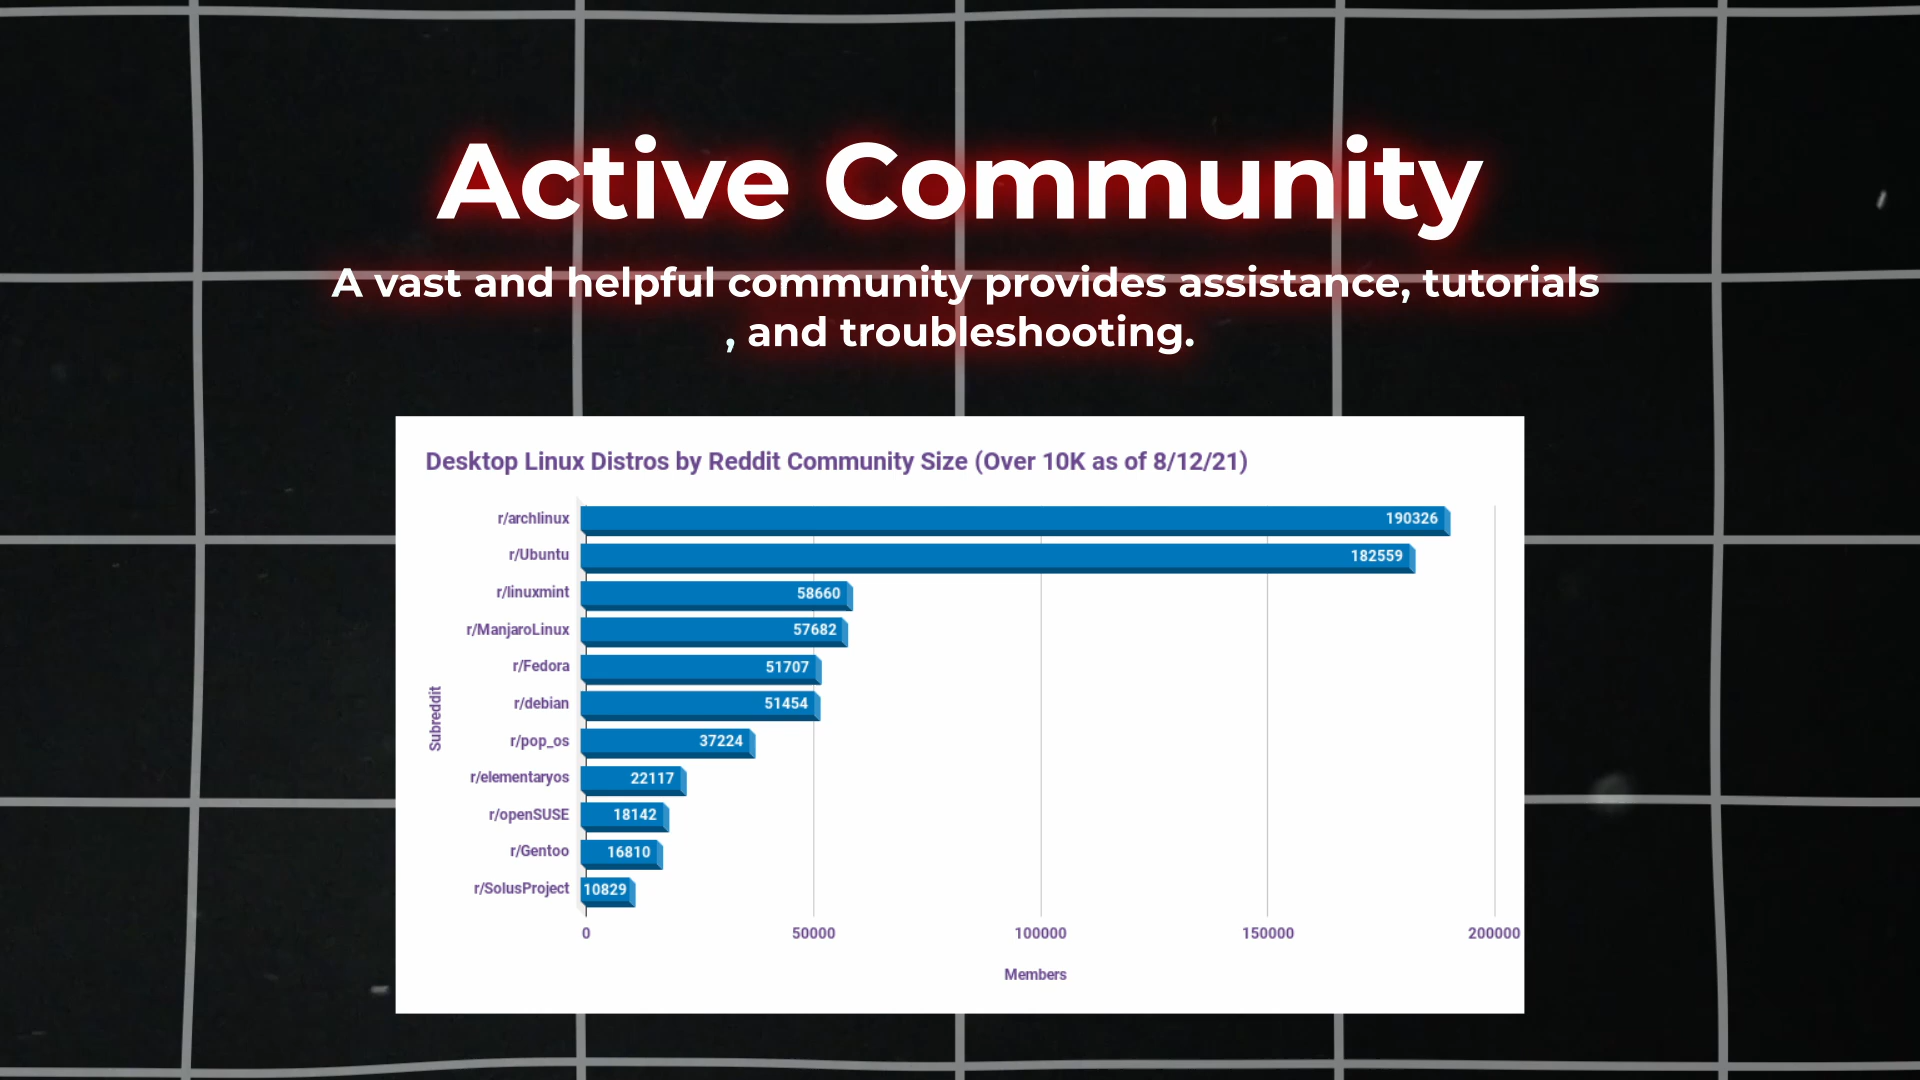 Active Community
A vast and helpful community provides assistance, tutorials
, and troubleshooting.
Desktop Linux Distros by Reddit Community Size (Over 10K as of 8/12/21)
r/archlinux 190326
r/Ubuntu 182559
r/linuxmint 58660
r/ManjaroLinux 57682
r/Fedora 51707
r/debian 51454
r/pop_os 37224
r/elementaryos 22117
r/openSUSE 18142
r/Gentoo 16810
r/SolusProject 10829
Subreddit
0 50000 100000 150000 200000
Members